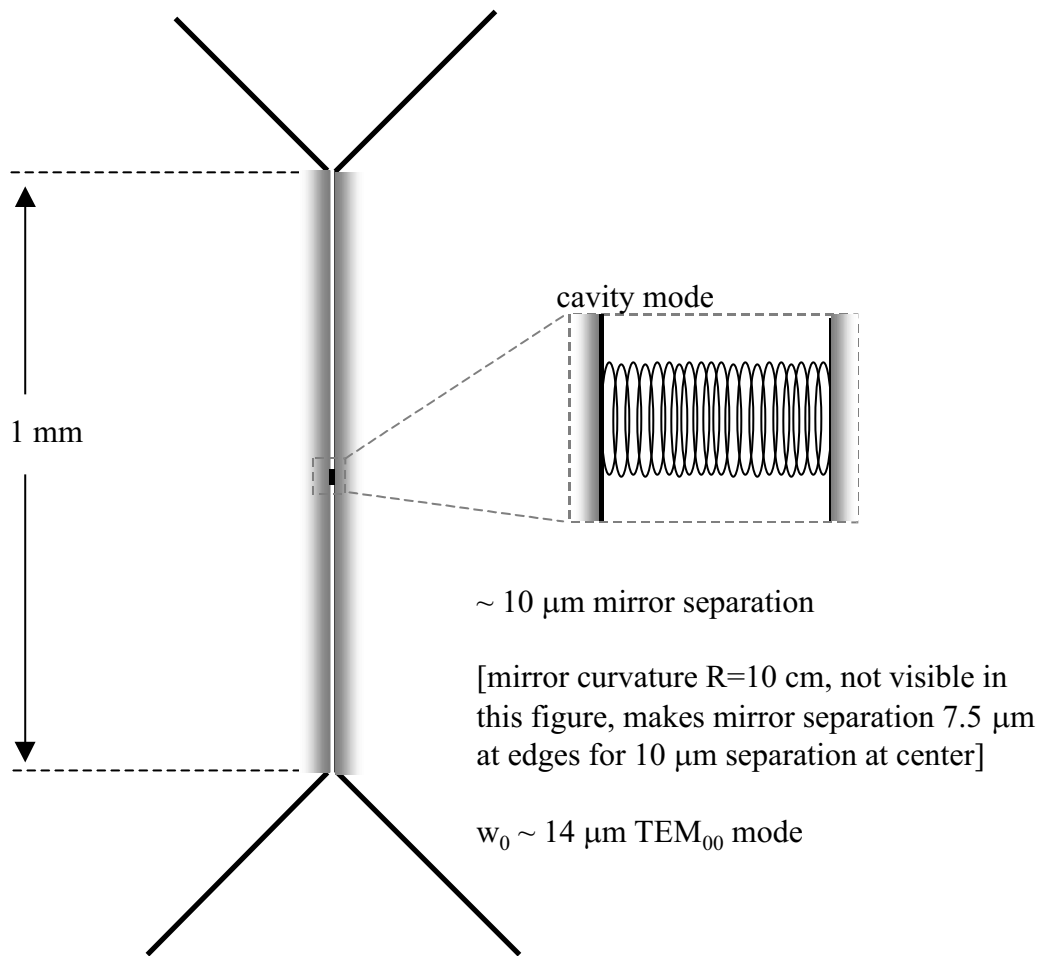 cavity mode
1 mm
~ 10 μm mirror separation
[mirror curvature R=10 cm, not visible in
this figure, makes mirror separation 7.5 μm
at edges for 10 μm separation at center]
w₀ ~ 14 μm TEM₀₀ mode